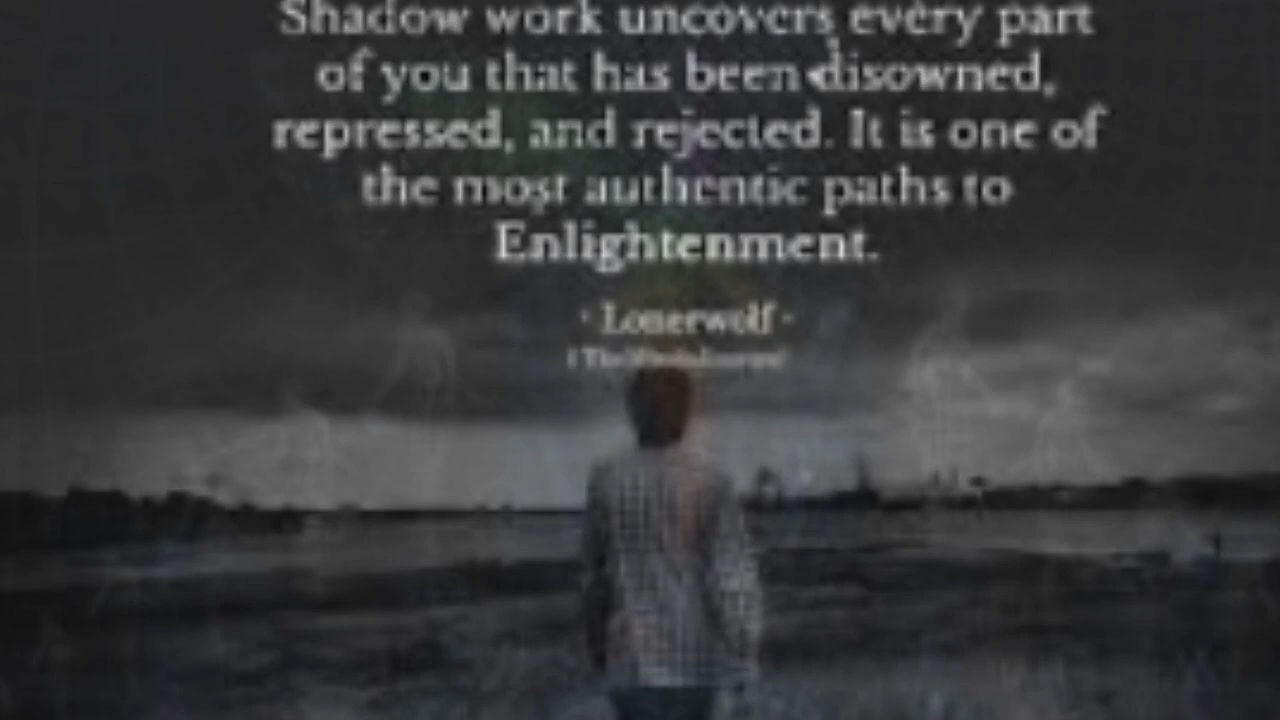 Shadow work uncovers every part
of you that has been disowned,
repressed, and rejected. It is one of
the most authentic paths to
Enlightenment.
- Lonerwolf -